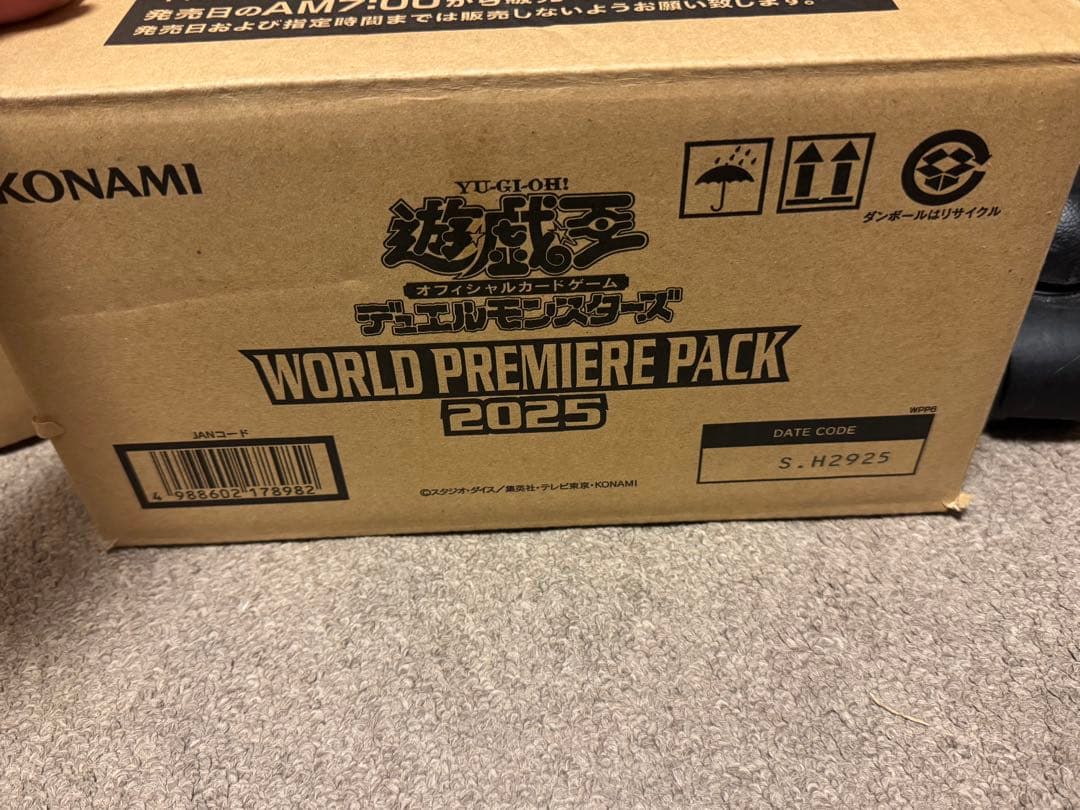 発売日のAM7:00から販売
発売日および指定時間までは販売しないようお願い致します。
KONAMI
YU-GI-OH!
遊戯王
オフィシャルカードゲーム
デュエルモンスターズ
WORLD PREMIERE PACK
2025
ダンボールはリサイクル
JANコード
4 988602 178982
©スタジオ・ダイス/集英社・テレビ東京・KONAMI
WPP6
DATE CODE
S.H2925